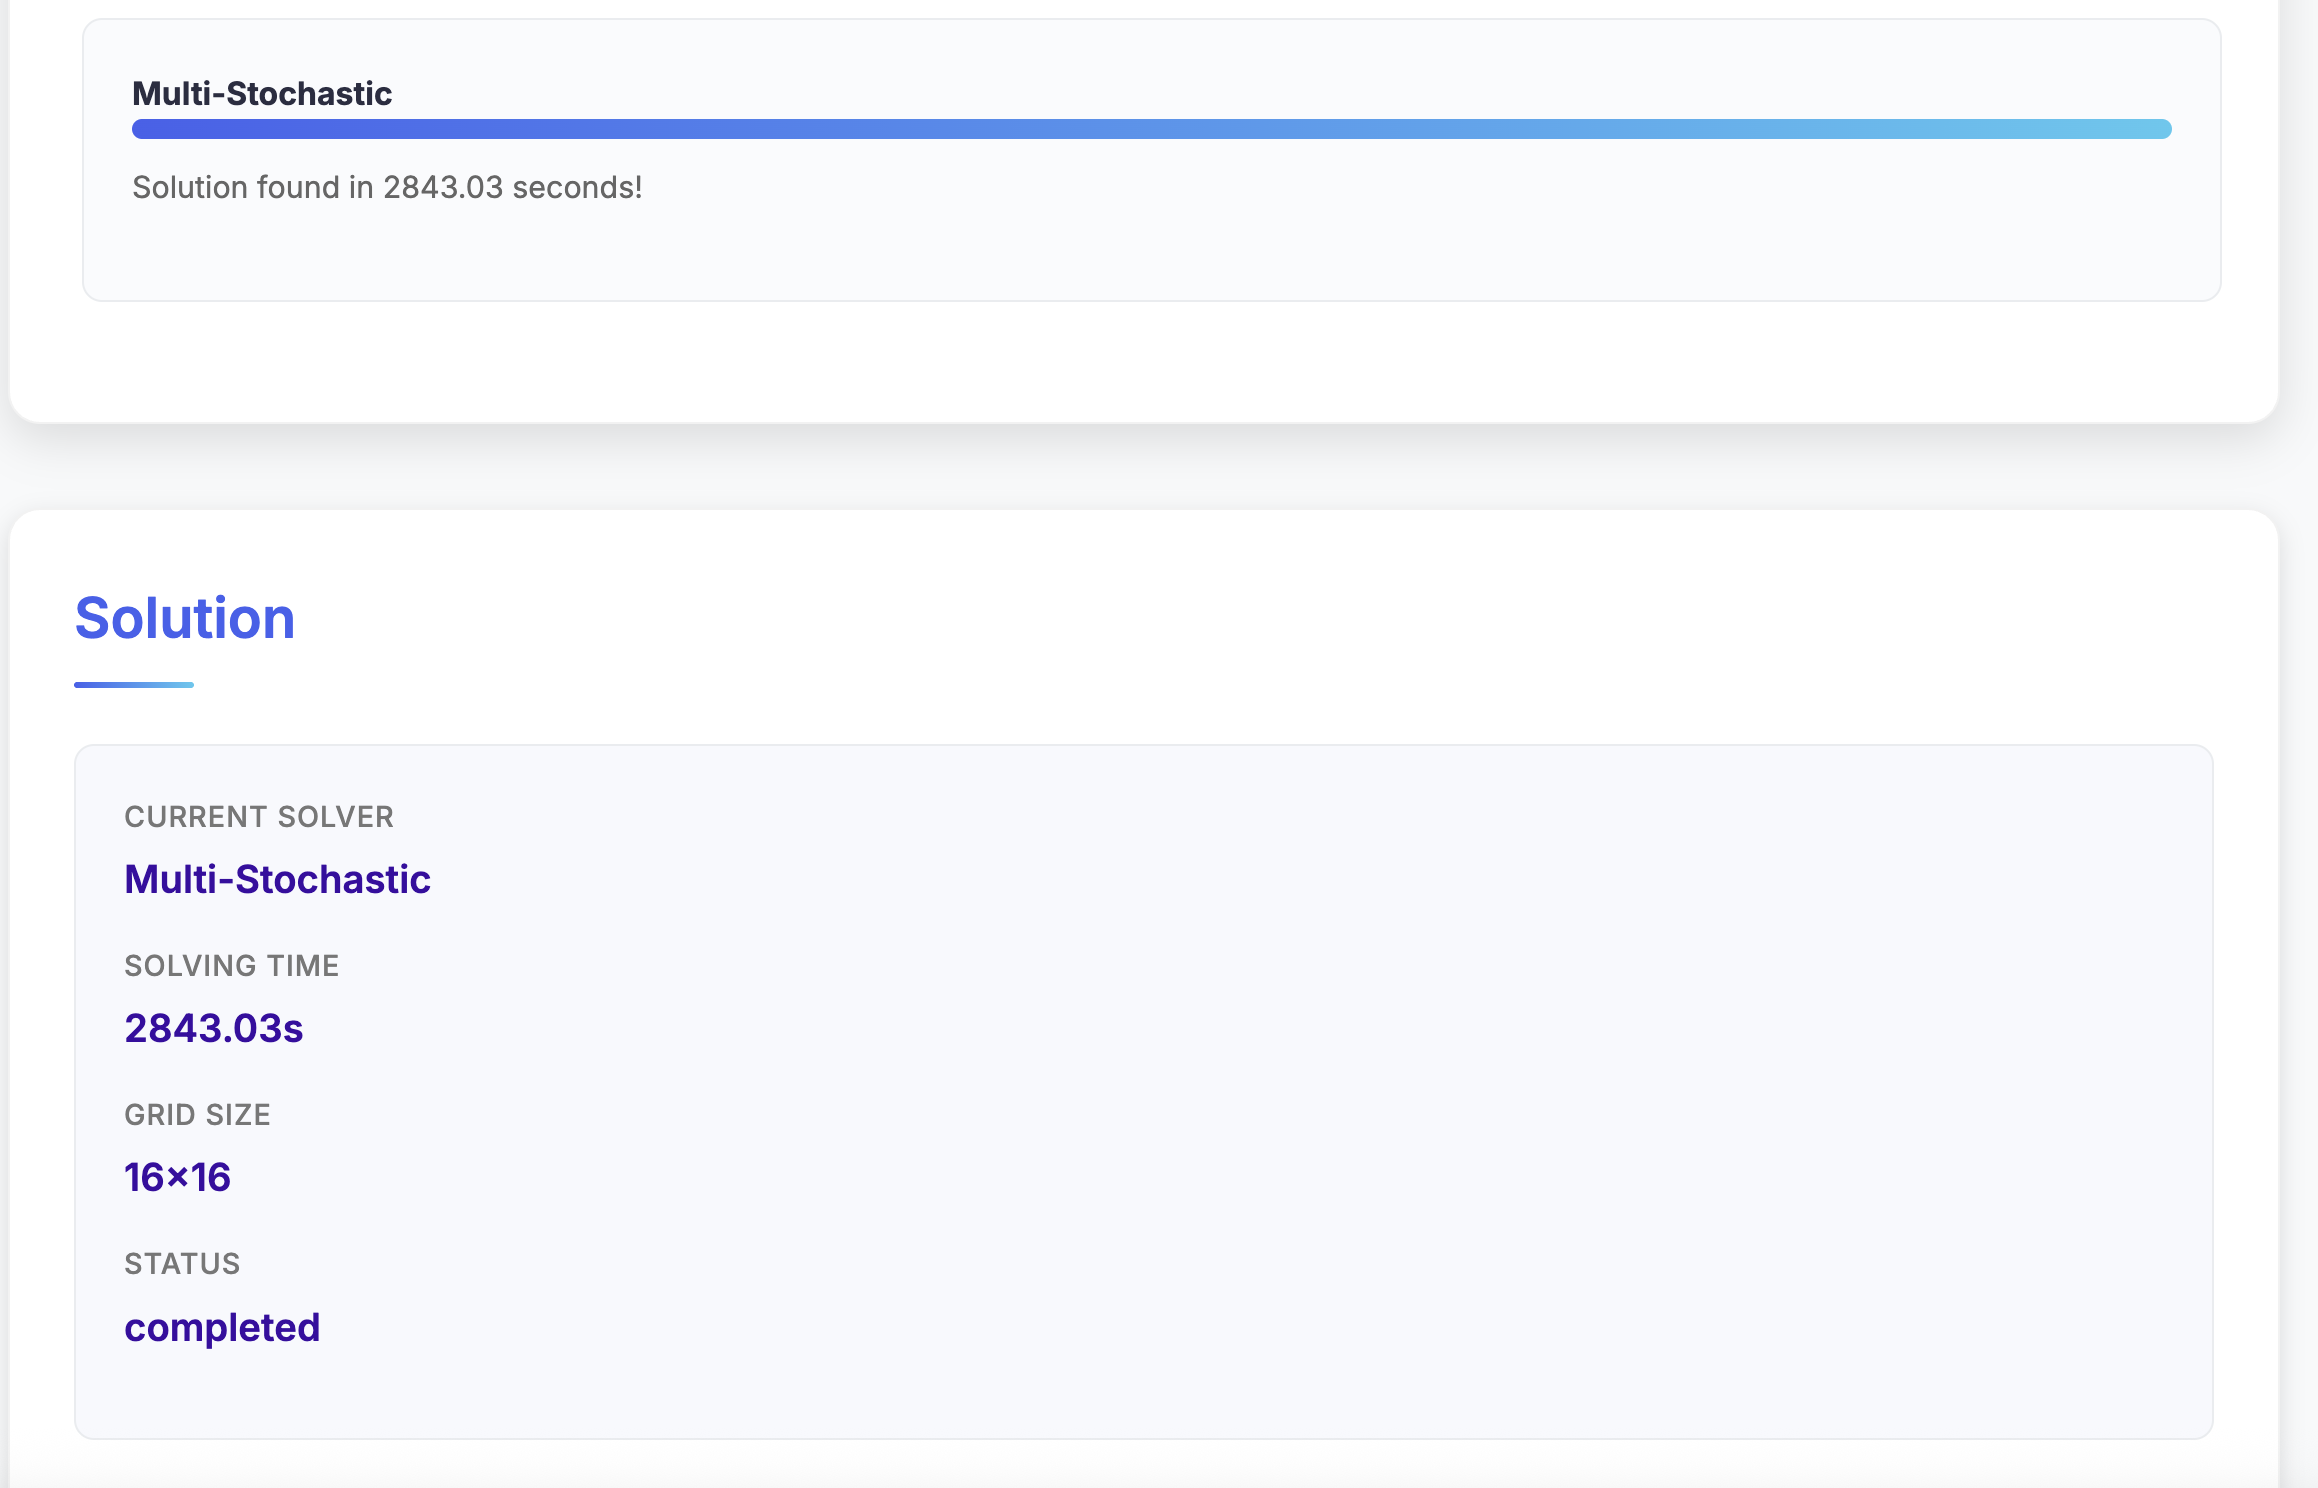 Multi-Stochastic
Solution found in 2843.03 seconds!
Solution
CURRENT SOLVER
Multi-Stochastic
SOLVING TIME
2843.03s
GRID SIZE
16×16
STATUS
completed